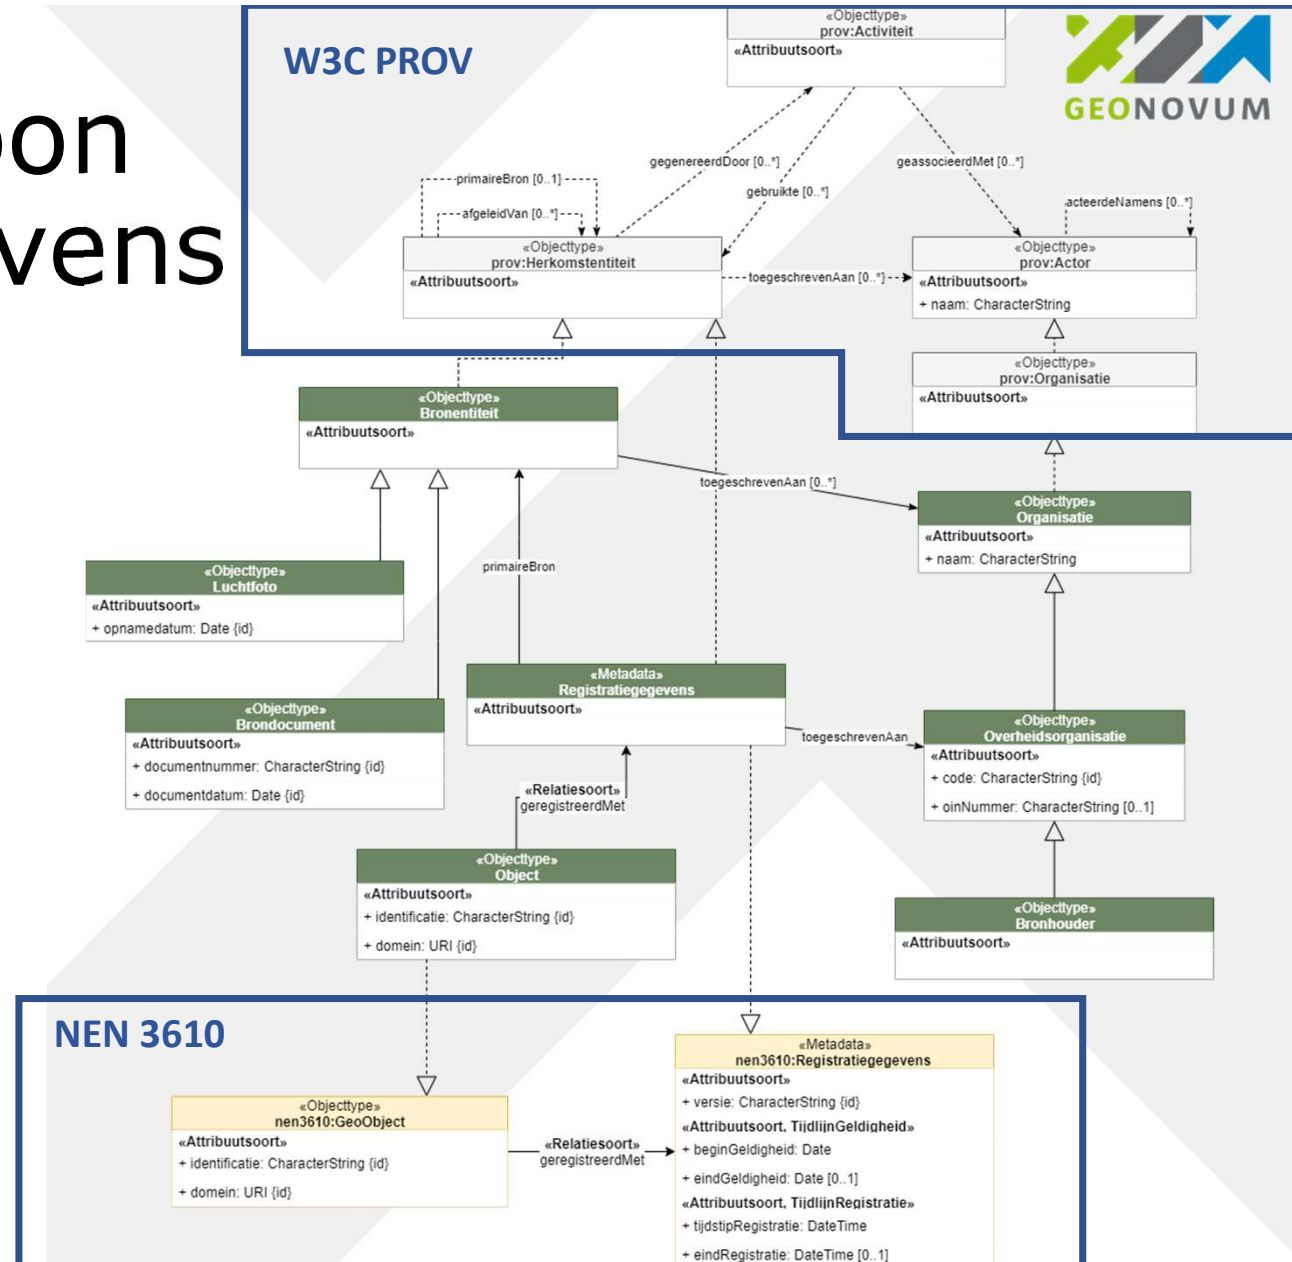 oon
vens
W3C PROV
GEONOVUM
«Objecttype»
prov:Activiteit
«Attribuutsoort»
gegenereerdDoor [0..*]
gebruikte [0..*]
geassocieerdMet [0..*]
primaireBron [0..1]
afgeleidVan [0..*]
acteerdeNamens [0..*]
«Objecttype»
prov:Herkomstentiteit
«Attribuutsoort»
toegeschrevenAan [0..*]
«Objecttype»
prov:Actor
«Attribuutsoort»
+ naam: CharacterString
«Objecttype»
prov:Organisatie
«Attribuutsoort»
«Objecttype»
Bronentiteit
«Attribuutsoort»
toegeschrevenAan [0..*]
«Objecttype»
Organisatie
«Attribuutsoort»
+ naam: CharacterString
primaireBron
«Objecttype»
Luchtfoto
«Attribuutsoort»
+ opnamedatum: Date {id}
«Metadata»
Registratiegegevens
«Attribuutsoort»
«Objecttype»
Brondocument
«Attribuutsoort»
+ documentnummer: CharacterString {id}
+ documentdatum: Date {id}
toegeschrevenAan
«Objecttype»
Overheidsorganisatie
«Attribuutsoort»
+ code: CharacterString {id}
+ oinNummer: CharacterString [0..1]
«Relatiesoort»
geregistreerdMet
«Objecttype»
Object
«Attribuutsoort»
+ identificatie: CharacterString {id}
+ domein: URI {id}
«Objecttype»
Bronhouder
«Attribuutsoort»
NEN 3610
«Objecttype»
nen3610:GeoObject
«Attribuutsoort»
+ identificatie: CharacterString {id}
+ domein: URI {id}
«Relatiesoort»
geregistreerdMet
«Metadata»
nen3610:Registratiegegevens
«Attribuutsoort»
+ versie: CharacterString {id}
«Attribuutsoort, TijdlijnGeldigheid»
+ beginGeldigheid: Date
+ eindGeldigheid: Date [0..1]
«Attribuutsoort, TijdlijnRegistratie»
+ tijdstipRegistratie: DateTime
+ eindRegistratie: DateTime [0..1]